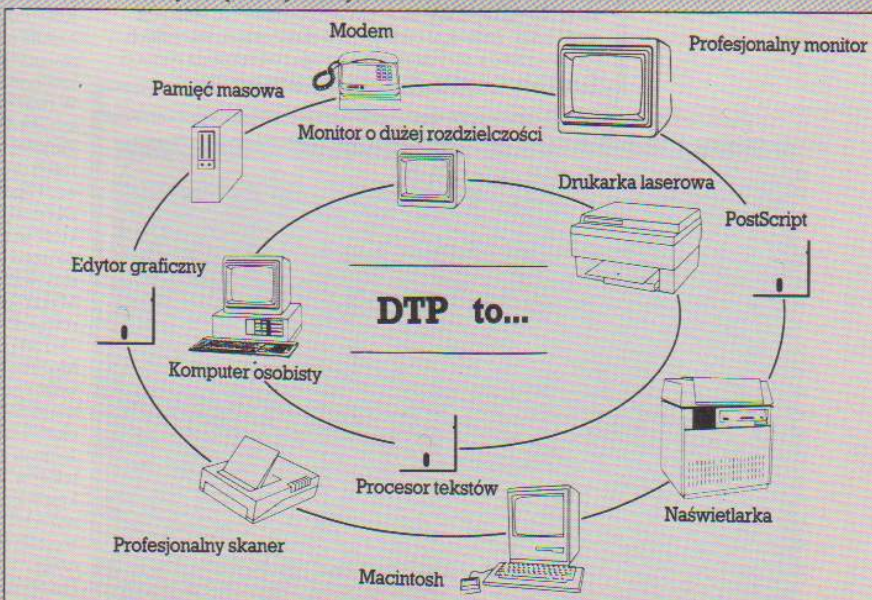 Modem
Profesjonalny monitor
Pamięć masowa
Monitor o dużej rozdzielczości
Drukarka laserowa
PostScript
Edytor graficzny
DTP to...
Komputer osobisty
Procesor tekstów
Naświetlarka
Profesjonalny skaner
Macintosh